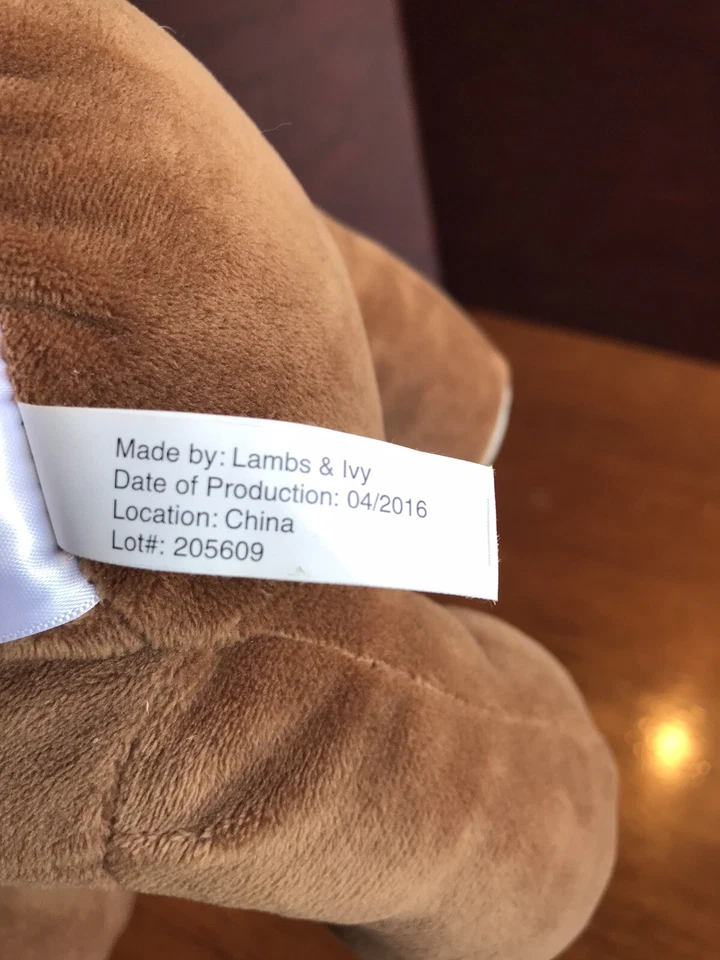 Made by: Lambs & Ivy
Date of Production: 04/2016
Location: China
Lot#: 205609